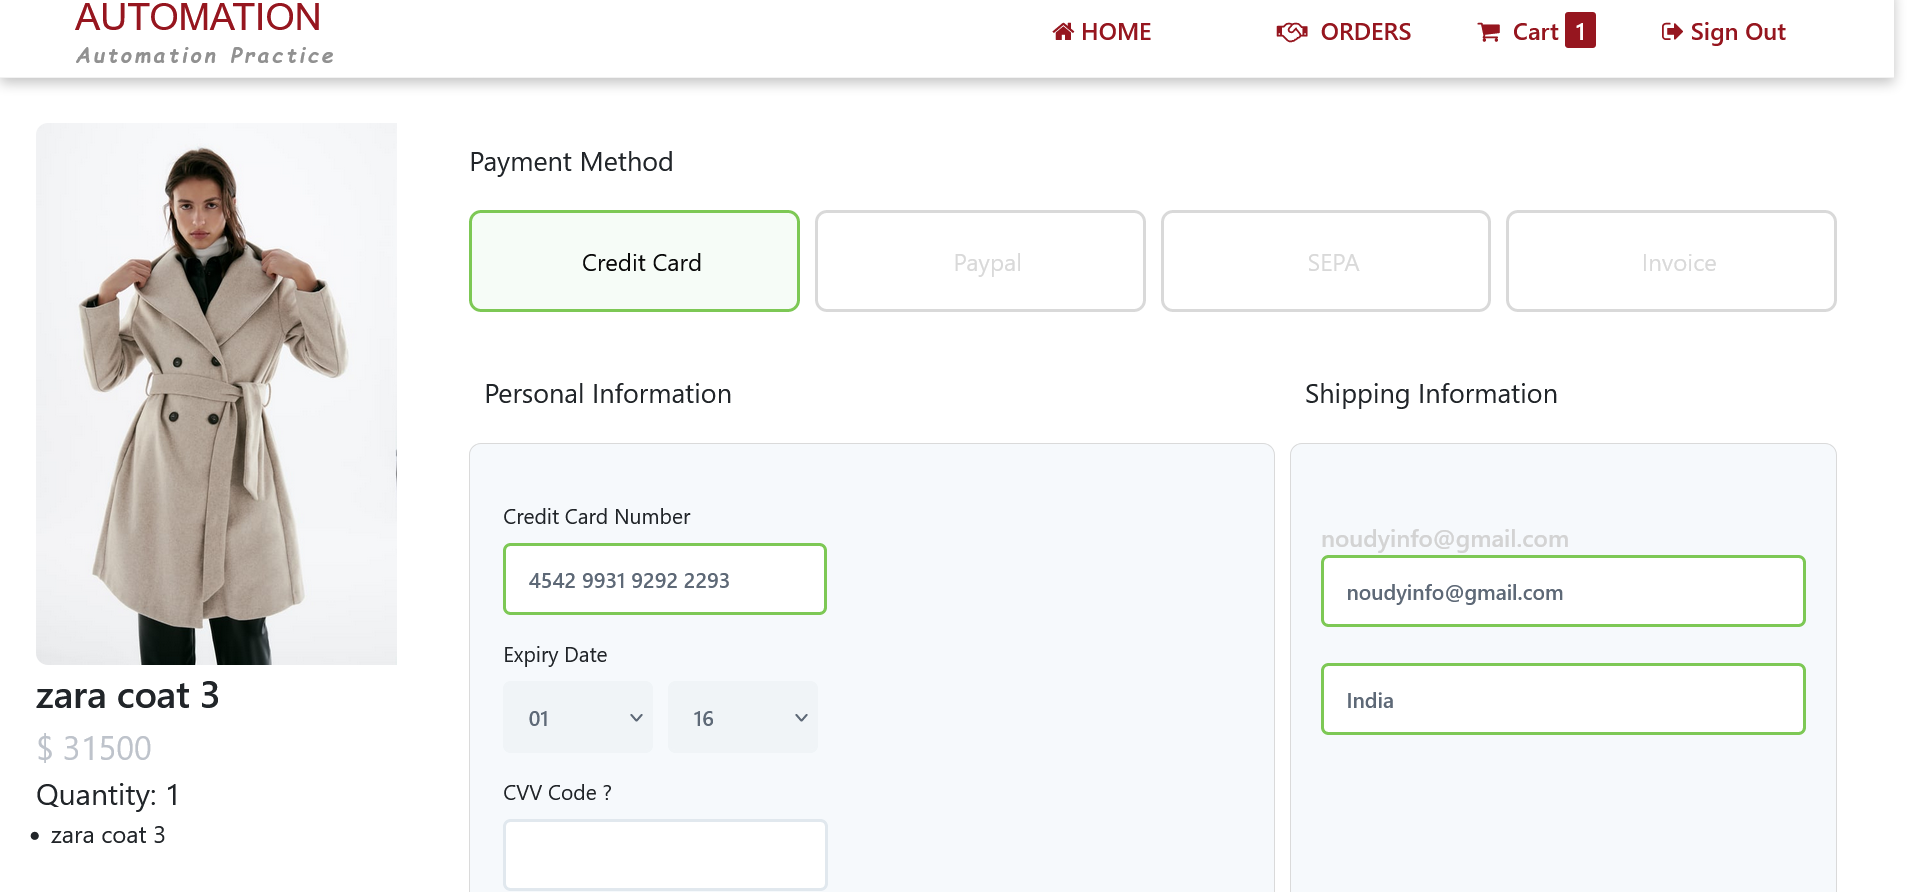 AUTOMATION
Automation Practice
HOME
ORDERS
Cart 1
Sign Out
Payment Method
Credit Card
Paypal
SEPA
Invoice
Personal Information
Shipping Information
Credit Card Number
4542 9931 9292 2293
Expiry Date
01
16
CVV Code ?
noudyinfo@gmail.com
noudyinfo@gmail.com
India
zara coat 3
$ 31500
Quantity: 1
• zara coat 3